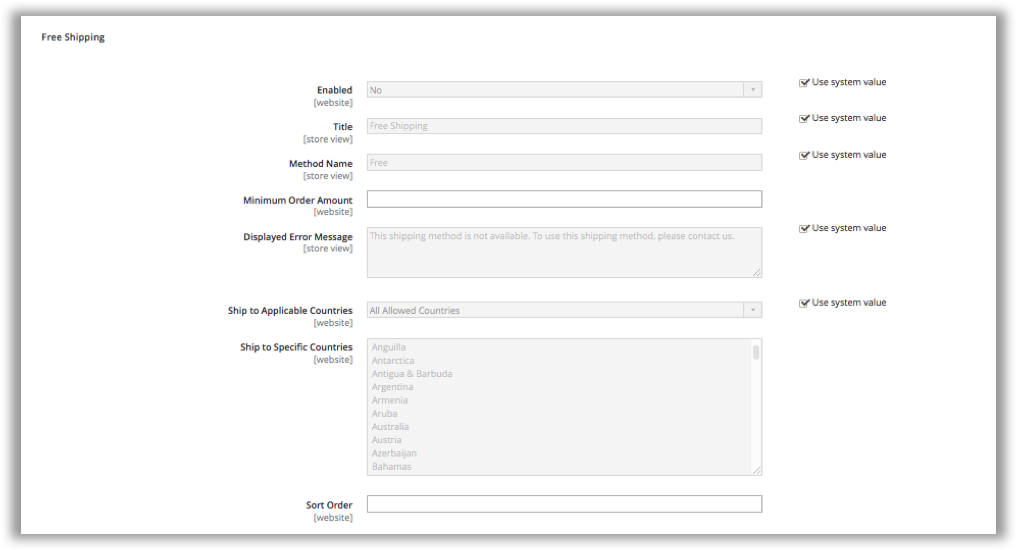 Free Shipping
Enabled
[website]
No
Use system value
Title
[store view]
Free Shipping
Use system value
Method Name
[store view]
Free
Use system value
Minimum Order Amount
[website]
Displayed Error Message
[store view]
This shipping method is not available. To use this shipping method, please contact us.
Use system value
Ship to Applicable Countries
[website]
All Allowed Countries
Use system value
Ship to Specific Countries
[website]
Anguilla
Antarctica
Antigua & Barbuda
Argentina
Armenia
Aruba
Australia
Austria
Azerbaijan
Bahamas
Sort Order
[website]